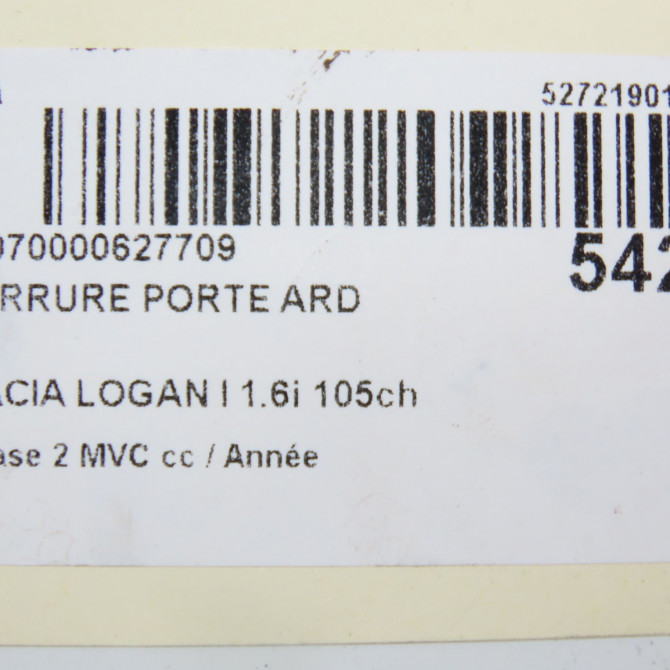 52721901
070000627709
542
RRURE PORTE ARD
ACIA LOGAN I 1.6i 105ch
ase 2 MVC cc / Année